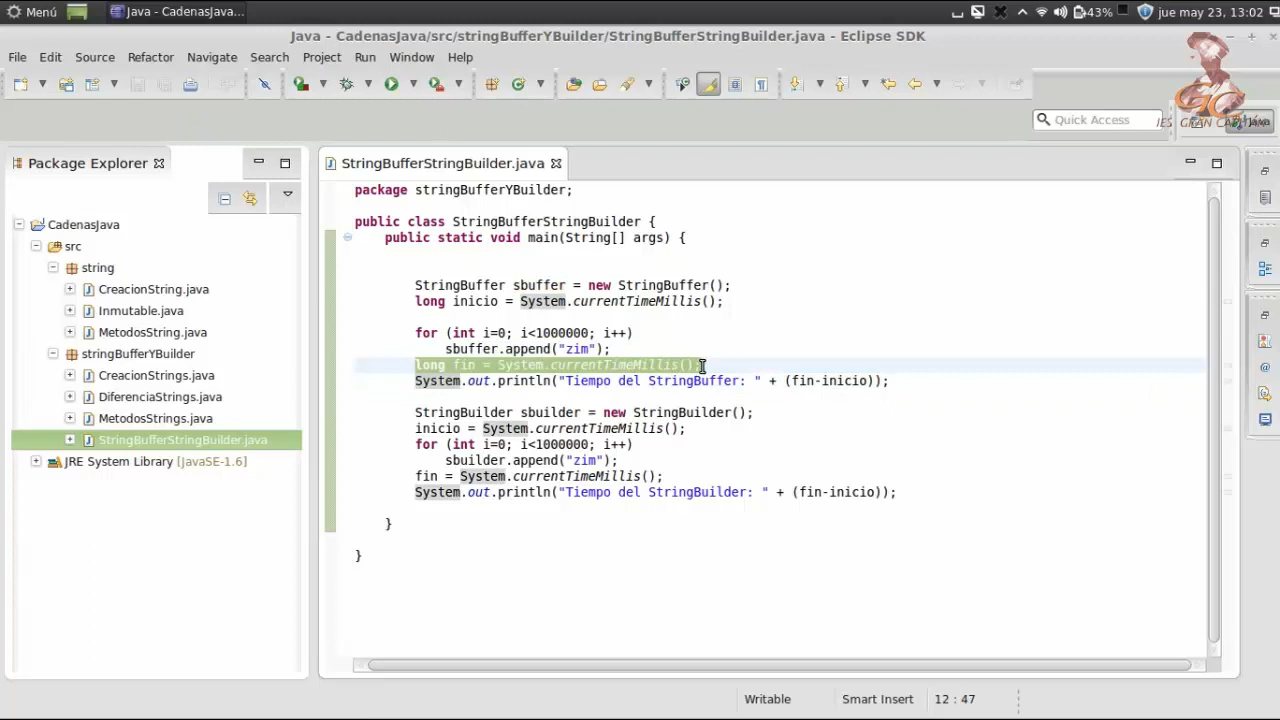 Menú Java - CadenasJava... 43% jue may 23, 13:02
Java - CadenasJava/src/stringBufferYBuilder/StringBufferStringBuilder.java - Eclipse SDK
File Edit Source Refactor Navigate Search Project Run Window Help
Quick Access
IES GRAN CAPITÁN
Java
Package Explorer
StringBufferStringBuilder.java
CadenasJava
src
string
CreacionString.java
Inmutable.java
MetodosString.java
stringBufferYBuilder
CreacionStrings.java
DiferenciaStrings.java
MetodosStrings.java
StringBufferStringBuilder.java
JRE System Library [JavaSE-1.6]
package stringBufferYBuilder;
public class StringBufferStringBuilder {
public static void main(String[] args) {
StringBuffer sbuffer = new StringBuffer();
long inicio = System.currentTimeMillis();
for (int i=0; i<1000000; i++)
sbuffer.append("zim");
long fin = System.currentTimeMillis();
System.out.println("Tiempo del StringBuffer: " + (fin-inicio));
StringBuilder sbuilder = new StringBuilder();
inicio = System.currentTimeMillis();
for (int i=0; i<1000000; i++)
sbuilder.append("zim");
fin = System.currentTimeMillis();
System.out.println("Tiempo del StringBuilder: " + (fin-inicio));
}
}
Writable Smart Insert 12 : 47